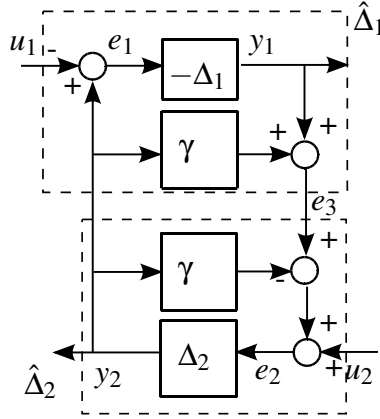 Δ̂₁
u₁ - e₁ y₁
-Δ₁
+
+
+ γ
e₃
+
γ
-
+
Δ₂
+
Δ̂₂ y₂ e₂ u₂